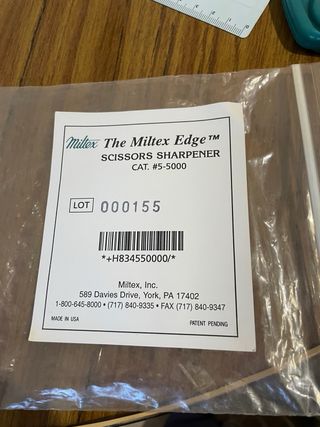 Miltex The Miltex Edge™
SCISSORS SHARPENER
CAT. #5-5000
LOT 000155
*+H834550000/*
Miltex, Inc.
589 Davies Drive, York, PA 17402
1-800-645-8000 • (717) 840-9335 • FAX (717) 840-9347
MADE IN USA
PATENT PENDING